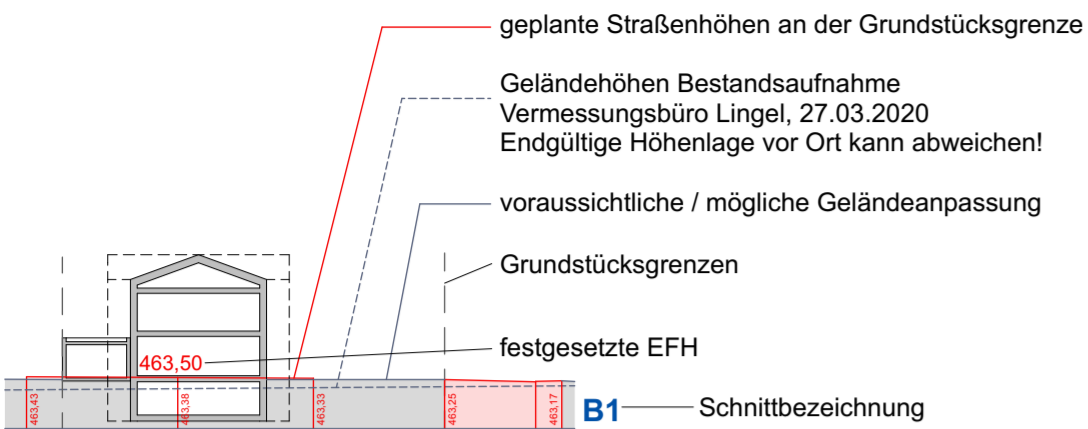 geplante Straßenhöhen an der Grundstücksgrenze
Geländehöhen Bestandsaufnahme
Vermessungsbüro Lingel, 27.03.2020
Endgültige Höhenlage vor Ort kann abweichen!
voraussichtliche / mögliche Geländeanpassung
Grundstücksgrenzen
festgesetzte EFH
463,50
463,43
463,38
463,33
463,25
463,17
B1
Schnittbezeichnung